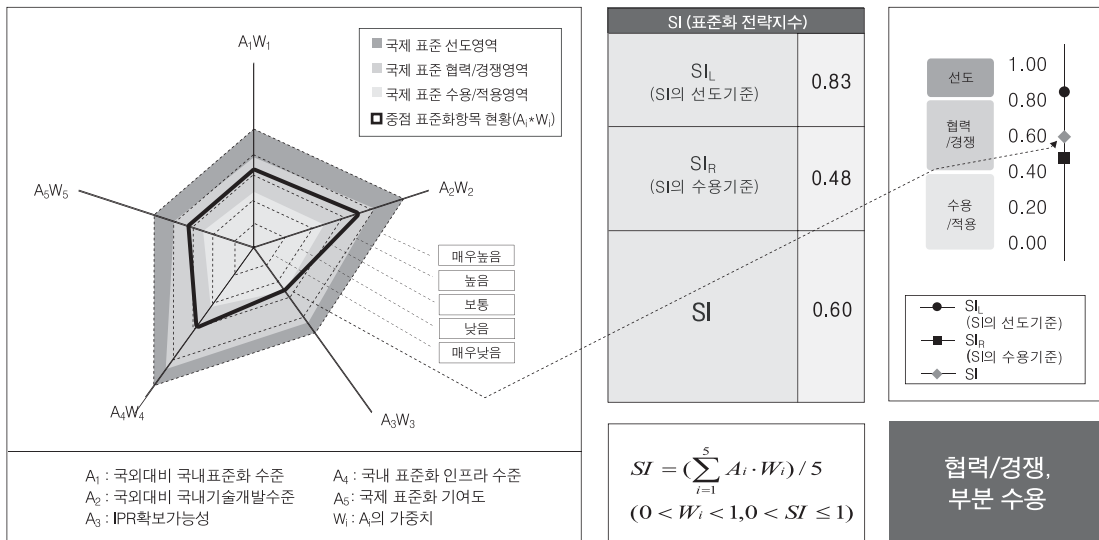 A₁W₁
A₂W₂
A₃W₃
A₄W₄
A₅W₅
국제 표준 선도영역
국제 표준 협력/경쟁영역
국제 표준 수용/적용영역
중점 표준화항목 현황(Aᵢ*Wᵢ)
매우높음
높음
보통
낮음
매우낮음
A₁ : 국외대비 국내표준화 수준
A₂ : 국외대비 국내기술개발수준
A₃ : IPR확보가능성
A₄ : 국내 표준화 인프라 수준
A₅ : 국제 표준화 기여도
Wᵢ : Aᵢ의 가중치
SI (표준화 전략지수)
SI_L
(SI의 선도기준)
0.83
SI_R
(SI의 수용기준)
0.48
SI
0.60
SI = (∑_{i=1}^{5} Aᵢ · Wᵢ) / 5
(0 < Wᵢ < 1, 0 < SI ≤ 1)
선도
협력
/경쟁
수용
/적용
1.00
0.80
0.60
0.40
0.20
0.00
SI_L
(SI의 선도기준)
SI_R
(SI의 수용기준)
SI
협력/경쟁,
부분 수용